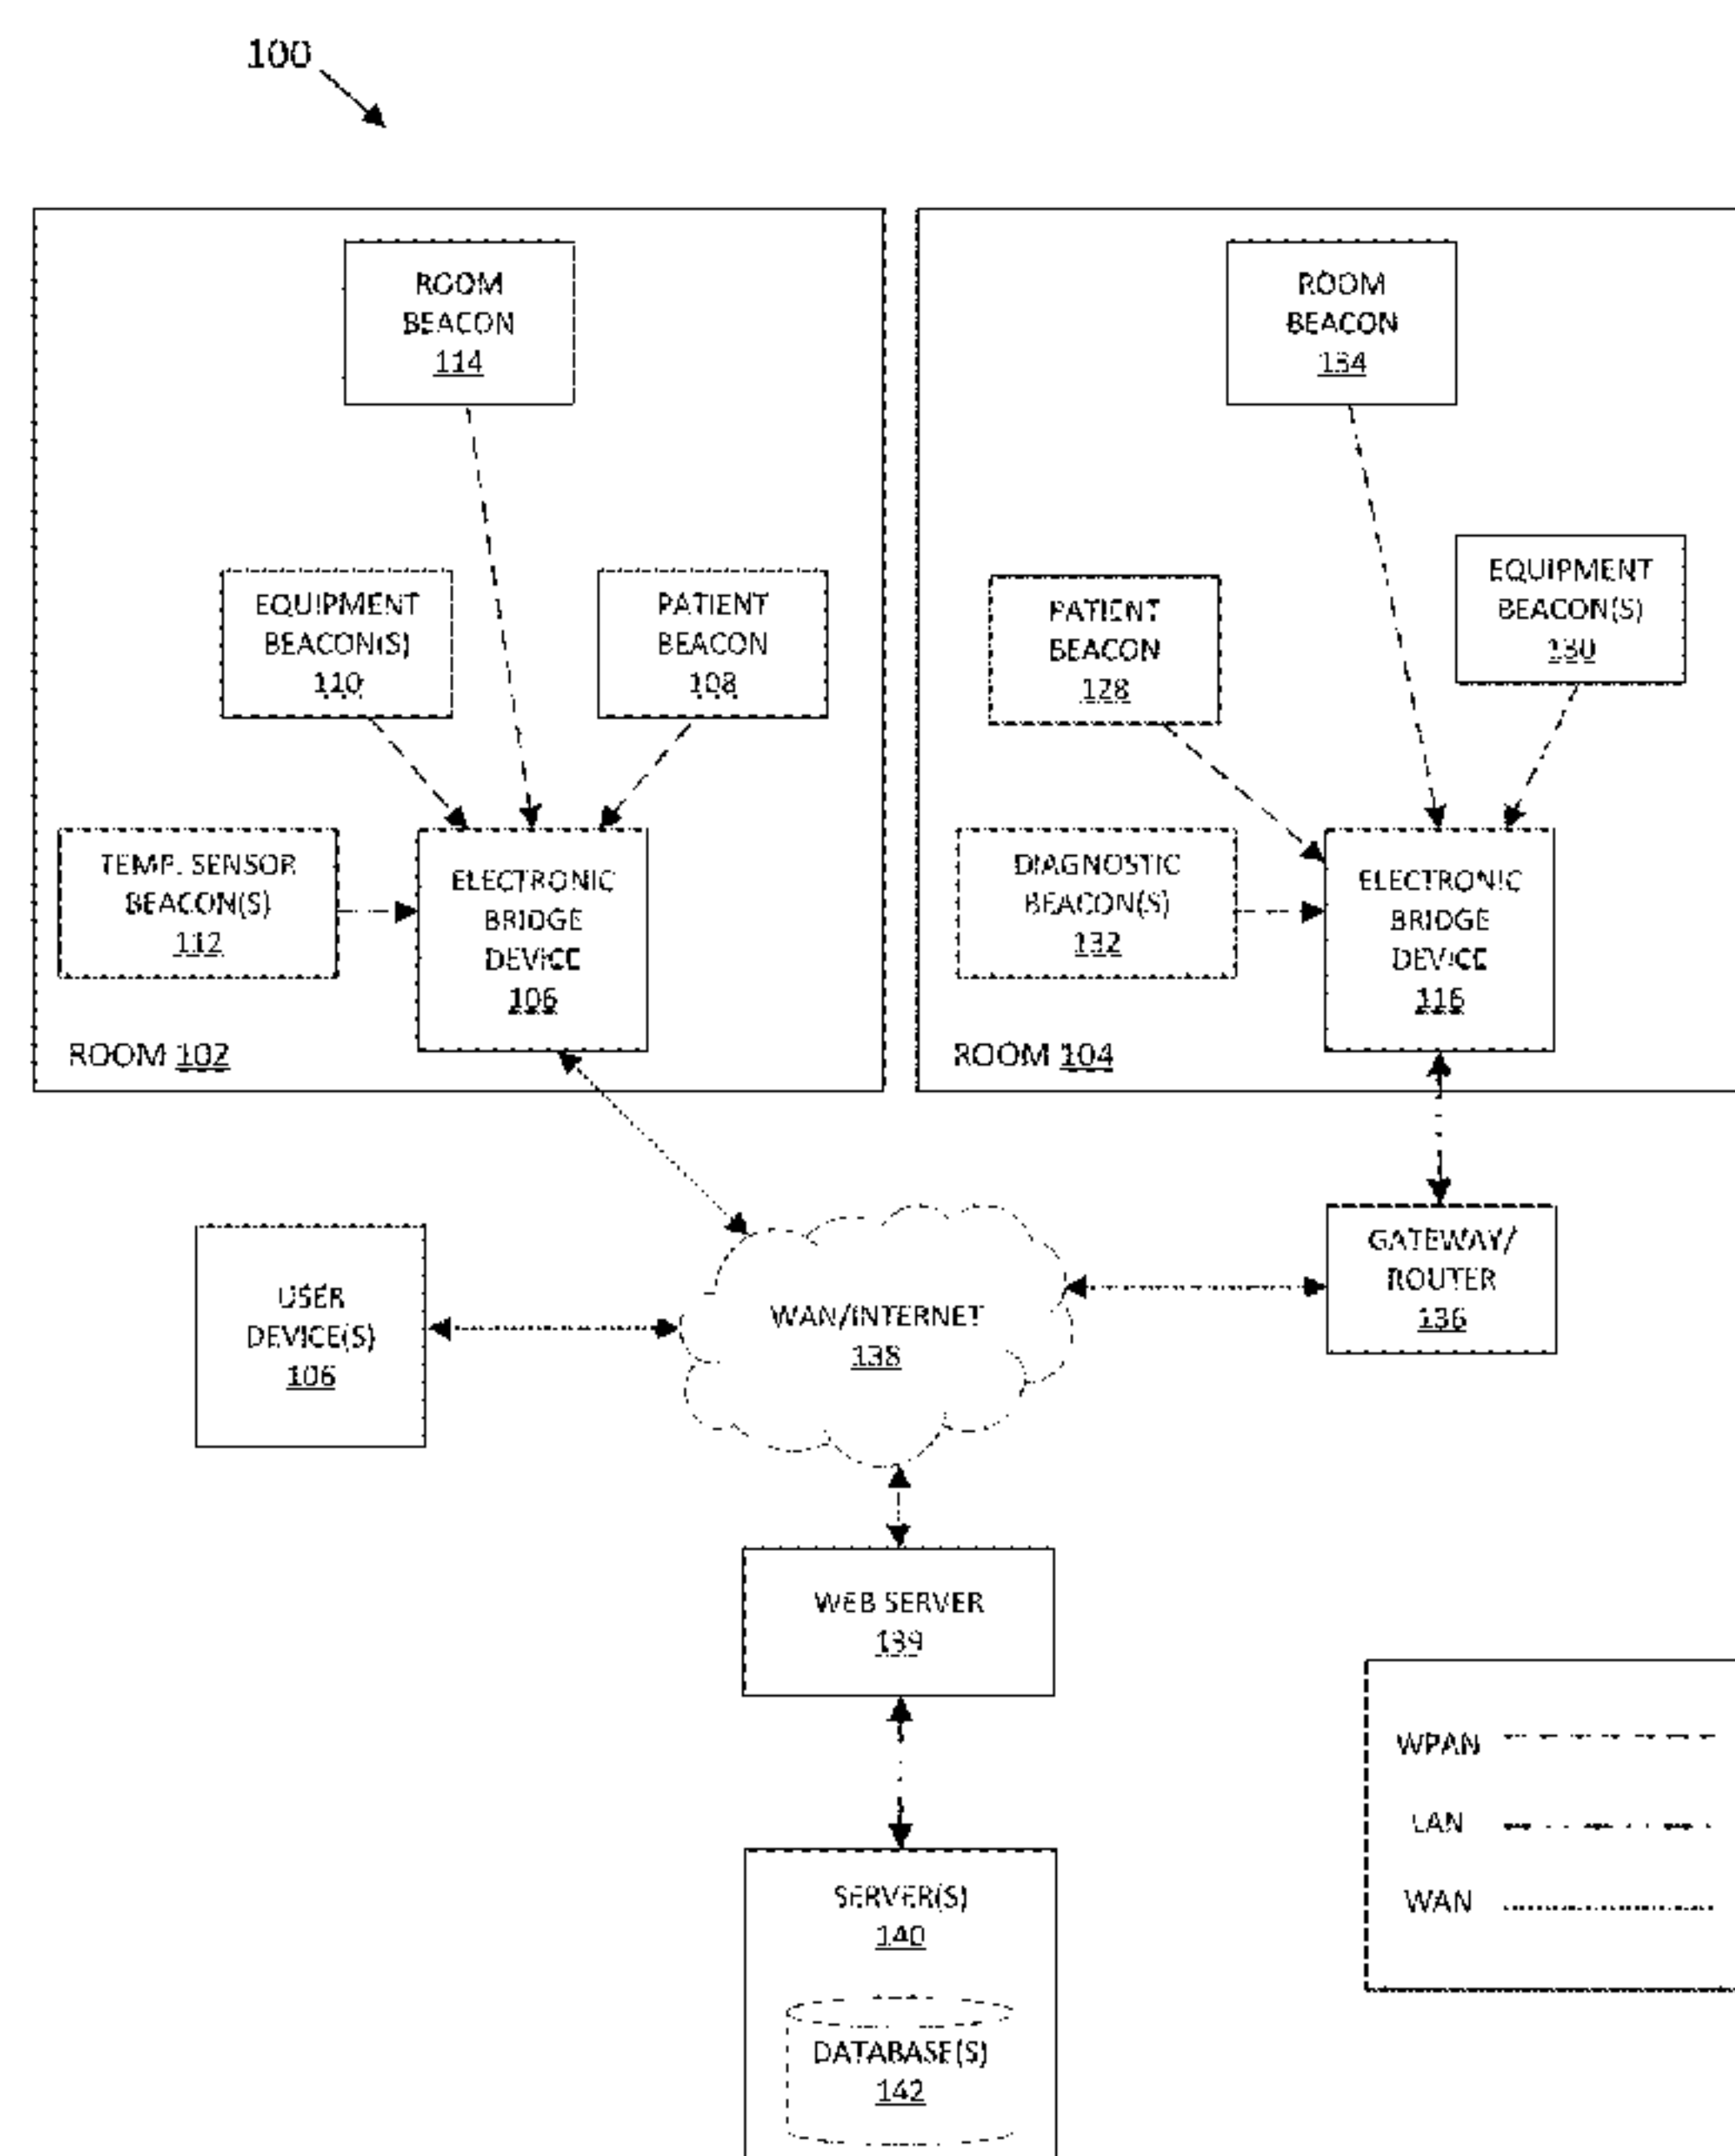 100
ROOM
BEACON
114
EQUIPMENT
BEACON(S)
110
PATIENT
BEACON
108
TEMP. SENSOR
BEACON(S)
112
ELECTRONIC
BRIDGE
DEVICE
106
ROOM 102
ROOM
BEACON
134
PATIENT
BEACON
128
EQUIPMENT
BEACON(S)
130
DIAGNOSTIC
BEACON(S)
132
ELECTRONIC
BRIDGE
DEVICE
116
ROOM 104
USER
DEVICE(S)
106
WAN/INTERNET
138
GATEWAY/
ROUTER
136
WEB SERVER
139
SERVER(S)
140
DATABASE(S)
142
WPAN
LAN
WAN